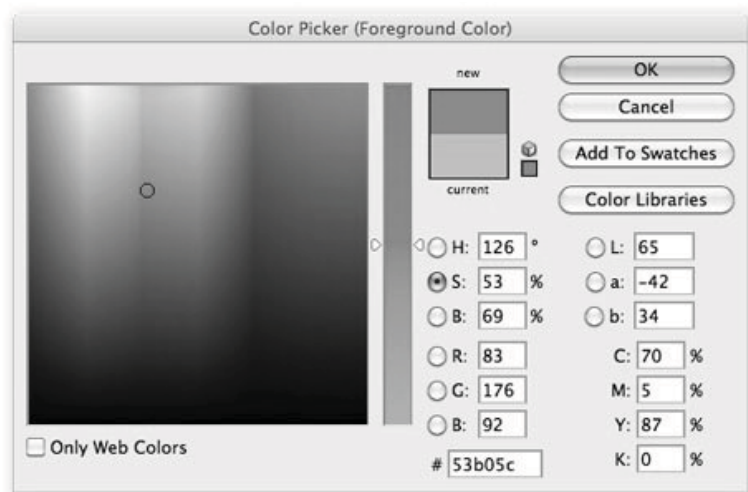 Color Picker (Foreground Color)
new
current
OK
Cancel
Add To Swatches
Color Libraries
H: 126 °
S: 53 %
B: 69 %
R: 83
G: 176
B: 92
# 53b05c
L: 65
a: -42
b: 34
C: 70 %
M: 5 %
Y: 87 %
K: 0 %
Only Web Colors